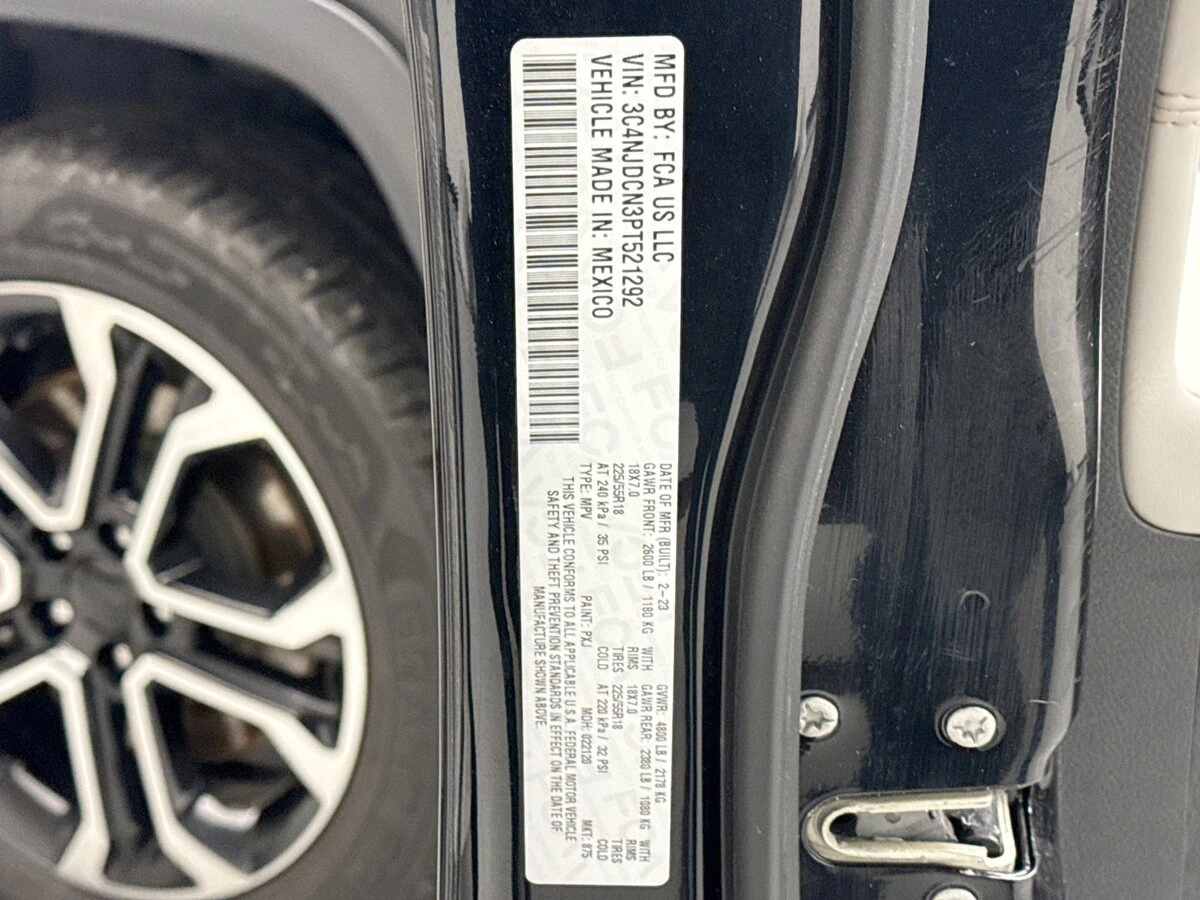 MFD BY: FCA US LLC
VIN: 3C4NJDCN3PT521292
VEHICLE MADE IN: MEXICO
DATE OF MFR (BUILT): 2-23 GVWR: 4800 LB / 2178 KG
GAWR FRONT: 2600 LB / 1180 KG WITH GAWR REAR: 2380 LB / 1080 KG WITH
18X7.0 RIMS 18X7.0 RIMS
225/55R18 TIRES 225/55R18 TIRES
AT 240 kPa / 35 PSI COLD AT 220 kPa / 32 PSI COLD
TYPE: MPV PAINT: PXJ MDH: 022120 MKT: 875
THIS VEHICLE CONFORMS TO ALL APPLICABLE U.S.A. FEDERAL MOTOR VEHICLE
SAFETY AND THEFT PREVENTION STANDARDS IN EFFECT ON THE DATE OF
MANUFACTURE SHOWN ABOVE.